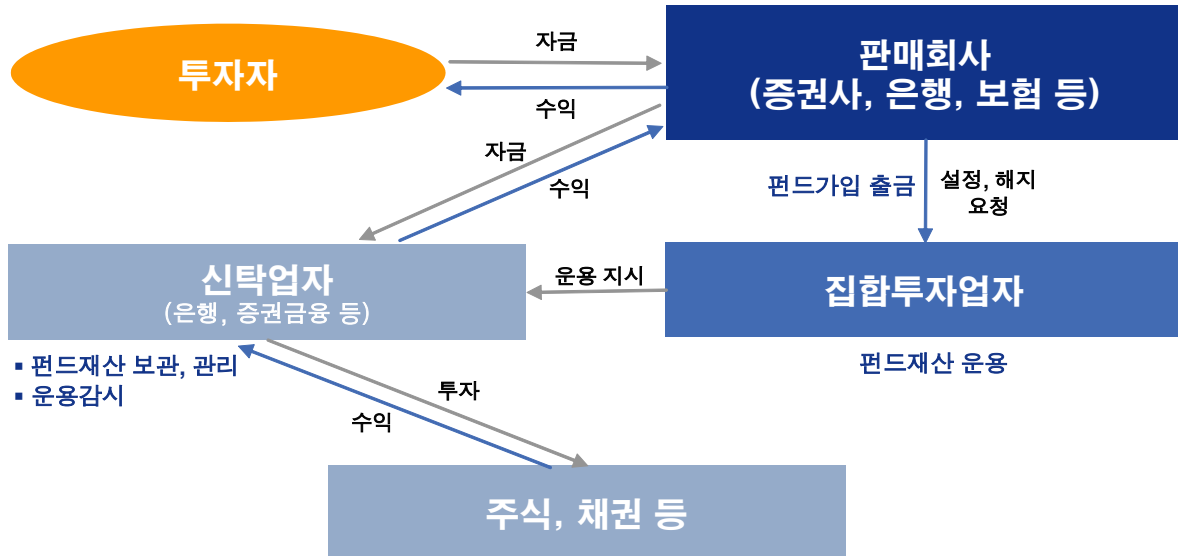 투자자
자금
수익
판매회사
(증권사, 은행, 보험 등)
자금
수익
펀드가입 출금
설정, 해지
요청
신탁업자
(은행, 증권금융 등)
운용 지시
집합투자업자
▪ 펀드재산 보관, 관리
▪ 운용감시
펀드재산 운용
투자
수익
주식, 채권 등